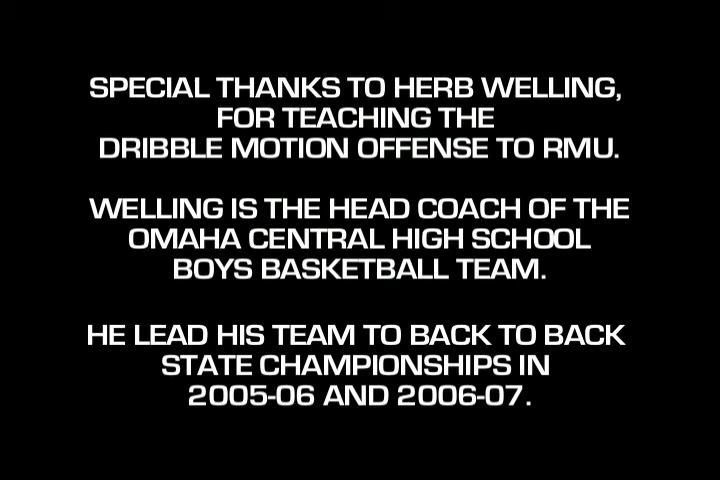 SPECIAL THANKS TO HERB WELLING,
FOR TEACHING THE
DRIBBLE MOTION OFFENSE TO RMU.
WELLING IS THE HEAD COACH OF THE
OMAHA CENTRAL HIGH SCHOOL
BOYS BASKETBALL TEAM.
HE LEAD HIS TEAM TO BACK TO BACK
STATE CHAMPIONSHIPS IN
2005-06 AND 2006-07.